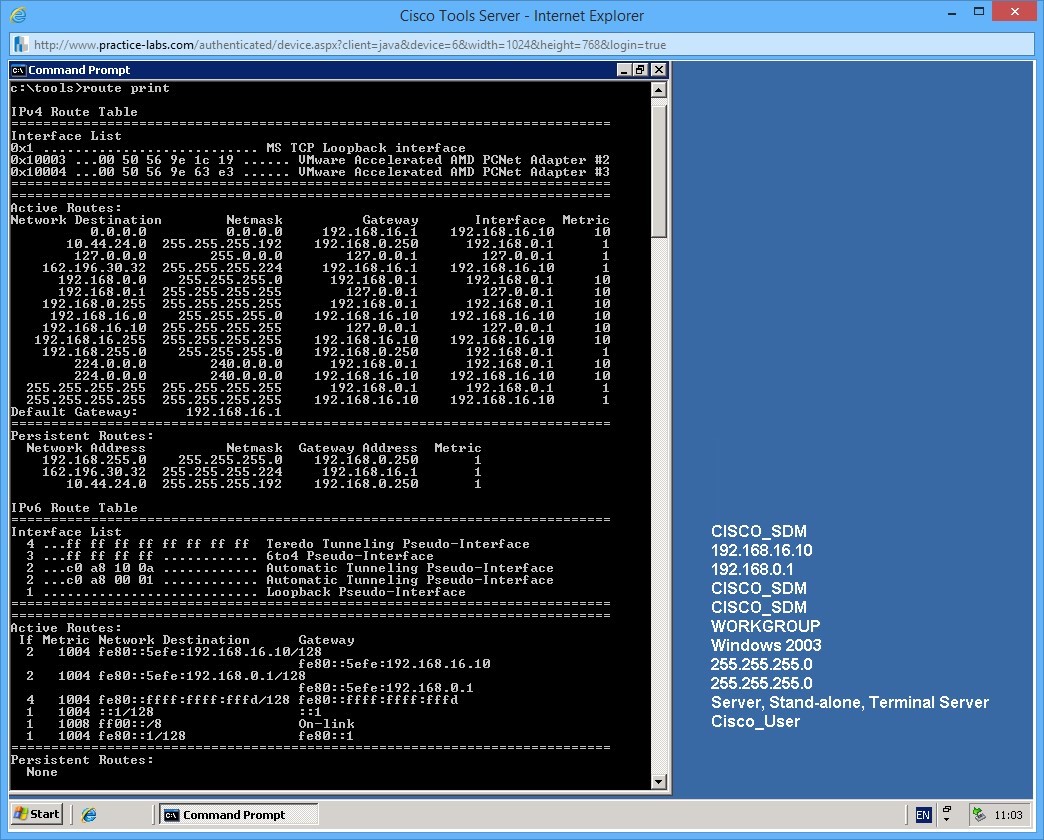 Cisco Tools Server - Internet Explorer
http://www.practice-labs.com/authenticated/device.aspx?client=java&device=6&width=1024&height=768&login=true
Command Prompt
c:\tools>route print
IPv4 Route Table
===========================================================================
Interface List
0x1 ........................... MS TCP Loopback interface
0x10003 ...00 50 56 9e 1c 19 ...... VMware Accelerated AMD PCNet Adapter #2
0x10004 ...00 50 56 9e 63 e3 ...... VMware Accelerated AMD PCNet Adapter #3
===========================================================================
===========================================================================
Active Routes:
Network Destination        Netmask          Gateway       Interface  Metric
0.0.0.0          0.0.0.0     192.168.16.1    192.168.16.10     10
10.44.24.0  255.255.255.192    192.168.0.250      192.168.0.1      1
127.0.0.0        255.0.0.0        127.0.0.1        127.0.0.1      1
162.196.30.32  255.255.255.224     192.168.16.1    192.168.16.10      1
192.168.0.0    255.255.255.0      192.168.0.1      192.168.0.1     10
192.168.0.1  255.255.255.255        127.0.0.1        127.0.0.1     10
192.168.0.255  255.255.255.255      192.168.0.1      192.168.0.1     10
192.168.16.0    255.255.255.0    192.168.16.10    192.168.16.10     10
192.168.16.10  255.255.255.255        127.0.0.1        127.0.0.1     10
192.168.16.255  255.255.255.255    192.168.16.10    192.168.16.10     10
192.168.255.0    255.255.255.0    192.168.0.250      192.168.0.1      1
224.0.0.0        240.0.0.0      192.168.0.1      192.168.0.1     10
224.0.0.0        240.0.0.0    192.168.16.10    192.168.16.10     10
255.255.255.255  255.255.255.255      192.168.0.1      192.168.0.1      1
255.255.255.255  255.255.255.255    192.168.16.10    192.168.16.10      1
Default Gateway:      192.168.16.1
===========================================================================
Persistent Routes:
Network Address          Netmask  Gateway Address  Metric
192.168.255.0    255.255.255.0    192.168.0.250       1
162.196.30.32  255.255.255.224     192.168.16.1       1
10.44.24.0  255.255.255.192    192.168.0.250       1
IPv6 Route Table
===========================================================================
Interface List
4 ...ff ff ff ff ff ff ff ff  Teredo Tunneling Pseudo-Interface
3 ...ff ff ff ff ............ 6to4 Pseudo-Interface
2 ...c0 a8 10 0a ............ Automatic Tunneling Pseudo-Interface
2 ...c0 a8 00 01 ............ Automatic Tunneling Pseudo-Interface
1 ........................... Loopback Pseudo-Interface
===========================================================================
===========================================================================
Active Routes:
If Metric Network Destination      Gateway
2   1004 fe80::5efe:192.168.16.10/128
fe80::5efe:192.168.16.10
2   1004 fe80::5efe:192.168.0.1/128
fe80::5efe:192.168.0.1
4   1004 fe80::ffff:ffff:fffd/128 fe80::ffff:ffff:fffd
1   1004 ::1/128                  ::1
1   1008 ff00::/8                 On-link
1   1004 fe80::1/128              fe80::1
===========================================================================
Persistent Routes:
None
CISCO_SDM
192.168.16.10
192.168.0.1
CISCO_SDM
CISCO_SDM
WORKGROUP
Windows 2003
255.255.255.0
255.255.255.0
Server, Stand-alone, Terminal Server
Cisco_User
Start
Command Prompt
EN
11:03